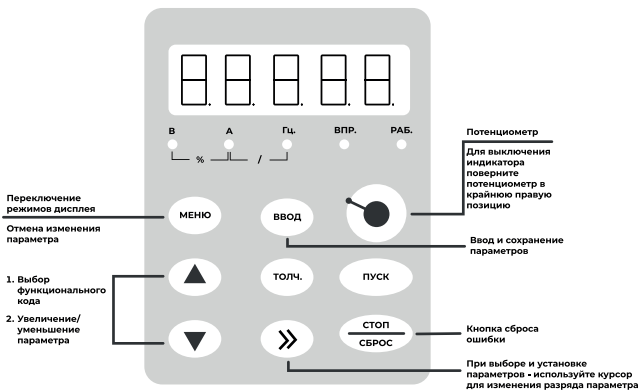 В А Гц. ВПР. РАБ.
% /
Потенциометр
Для выключения
индикатора
поверните
потенциометр в
крайнюю правую
позицию
Переключение
режимов дисплея
Отмена изменения
параметра
МЕНЮ
ВВОД
Ввод и сохранение
параметров
1. Выбор
функционального
кода
2. Увеличение/
уменьшение
параметра
ТОЛЧ.
ПУСК
СТОП
СБРОС
Кнопка сброса
ошибки
При выборе и установке
параметров - используйте курсор
для изменения разряда параметра